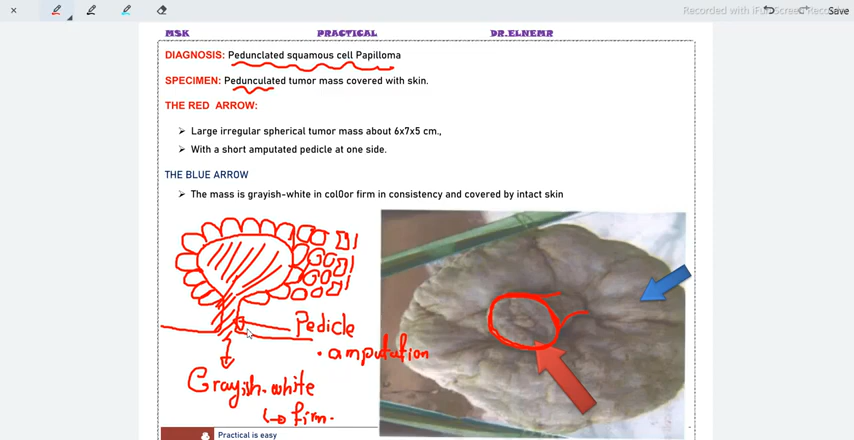 Recorded with iFun Screen Recorder
Save
MSK PRACTICAL DR.ELNEMR
DIAGNOSIS: Pedunclated squamous cell Papilloma
SPECIMEN: Pedunculated tumor mass covered with skin.
THE RED ARROW:
➢ Large irregular spherical tumor mass about 6x7x5 cm.,
➢ With a short amputated pedicle at one side.
THE BLUE ARROW
➢ The mass is grayish-white in col0or firm in consistency and covered by intact skin
Pedicle
• amputation
Grayish-white
↳ firm.
Practical is easy